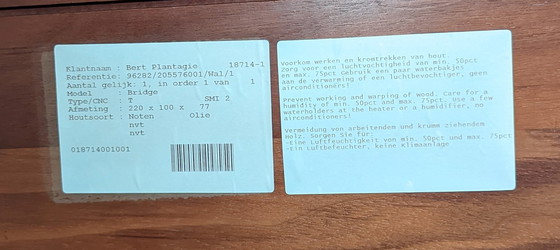 Klantnaam : Bert Plantagie 18714-1
Referentie: 96282/205576001/Wal/1
Aantal gelijk: 1, in order 1 van 1
Model : Bridge
Type/CNC : T SMI 2
Afmeting : 220 x 100 x 77
Houtsoort : Noten Olie
nvt
nvt
018714001001
voorkom werken en kromtrekken van hout
Zorg voor een luchtvochtigheid van min. 50pct
en max. 75pct Gebruik een paar waterbakjes
aan de verwarming of een luchtbevochtiger, geen
airconditioners!
Prevent working and warping of wood. Care for a
humidity of min. 50pct and max. 75pct. Use a few
waterholders at the heater or a humidifier, no
airconditioners!
Vermeidung von arbeitendem und krumm ziehendem
Holz. Sorgen Sie für:
-Eine Luftfeuchtigkeit von min. 50pct und max. 75pct
-Ein Luftbefeuchter, keine Klimaanlage